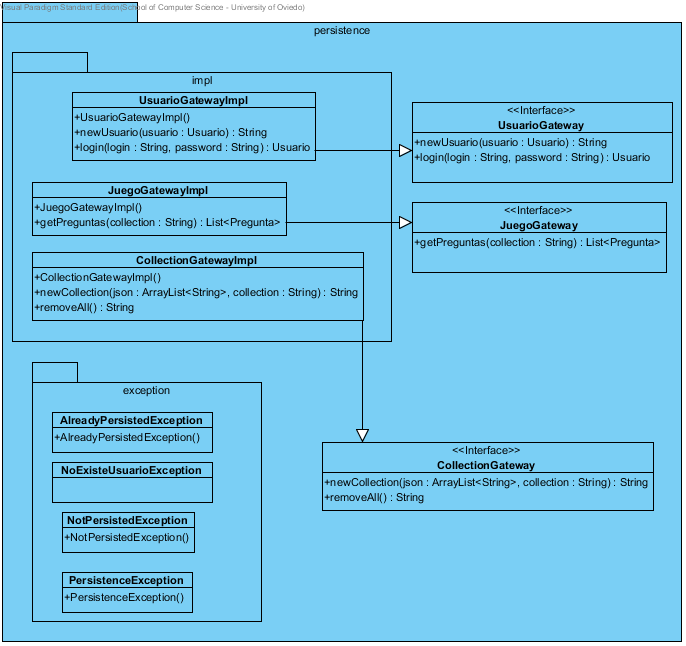 Visual Paradigm Standard Edition(School of Computer Science - University of Oviedo)
persistence
impl
UsuarioGatewayImpl
+UsuarioGatewayImpl()
+newUsuario(usuario : Usuario) : String
+login(login : String, password : String) : Usuario
<<Interface>>
UsuarioGateway
+newUsuario(usuario : Usuario) : String
+login(login : String, password : String) : Usuario
JuegoGatewayImpl
+JuegoGatewayImpl()
+getPreguntas(collection : String) : List<Pregunta>
<<Interface>>
JuegoGateway
+getPreguntas(collection : String) : List<Pregunta>
CollectionGatewayImpl
+CollectionGatewayImpl()
+newCollection(json : ArrayList<String>, collection : String) : String
+removeAll() : String
exception
AlreadyPersistedException
+AlreadyPersistedException()
NoExisteUsuarioException
NotPersistedException
+NotPersistedException()
PersistenceException
+PersistenceException()
<<Interface>>
CollectionGateway
+newCollection(json : ArrayList<String>, collection : String) : String
+removeAll() : String